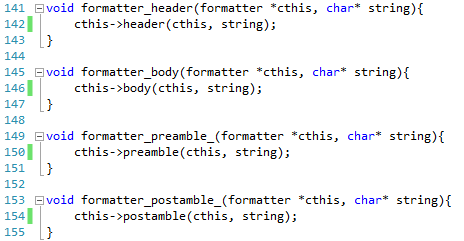 141 void formatter_header(formatter *cthis, char* string){
142     cthis->header(cthis, string);
143 }
144
145 void formatter_body(formatter *cthis, char* string){
146     cthis->body(cthis, string);
147 }
148
149 void formatter_preamble_(formatter *cthis, char* string){
150     cthis->preamble(cthis, string);
151 }
152
153 void formatter_postamble_(formatter *cthis, char* string){
154     cthis->postamble(cthis, string);
155 }